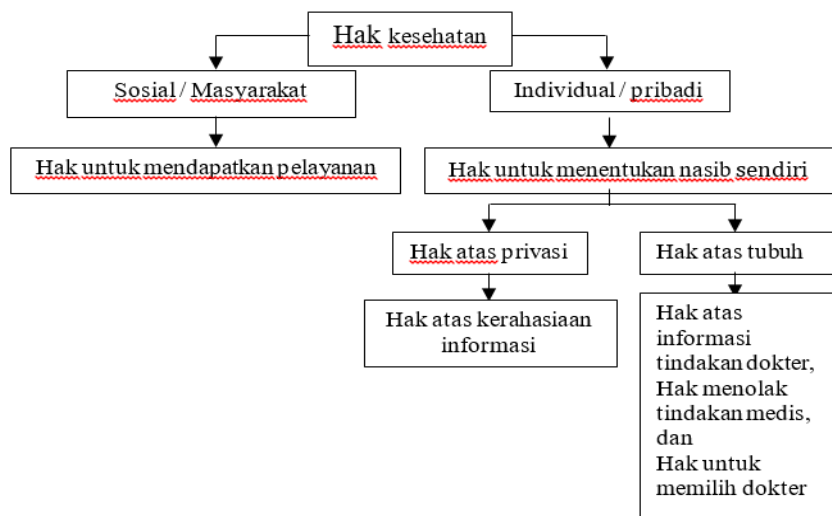 Hak kesehatan
Sosial / Masyarakat
Individual / pribadi
Hak untuk mendapatkan pelayanan
Hak untuk menentukan nasib sendiri
Hak atas privasi
Hak atas tubuh
Hak atas kerahasiaan
informasi
Hak atas
informasi
tindakan dokter,
Hak menolak
tindakan medis,
dan
Hak untuk
memilih dokter